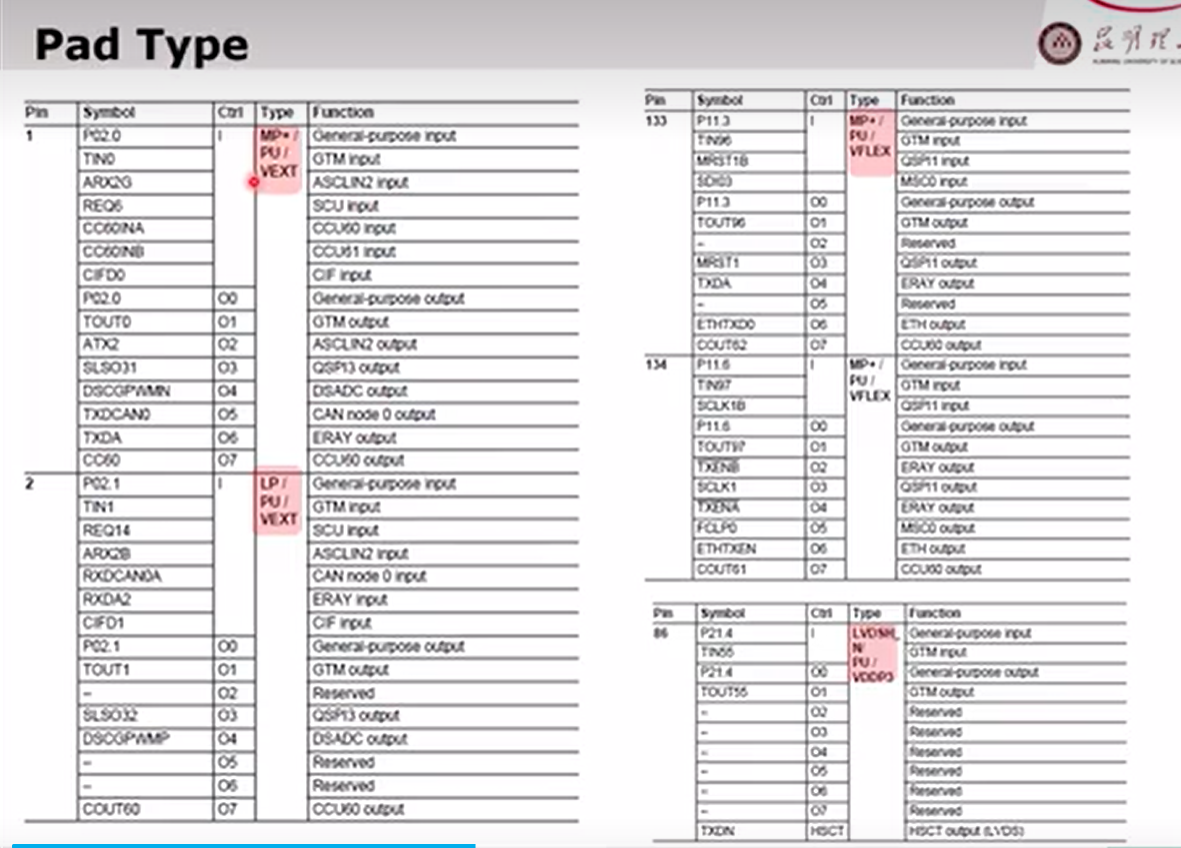 Pad Type
Pin Symbol Ctrl Type Function
1 P02.0 I MP+ / PU / VEXT General-purpose input
TIN0 GTM input
ARX2G ASCLIN2 input
REQ6 SCU input
CC60INA CCU60 input
CC60INB CCU61 input
CIFD0 CIF input
P02.0 O0 General-purpose output
TOUT0 O1 GTM output
ATX2 O2 ASCLIN2 output
SLSO31 O3 QSPI3 output
DSCGPWMN O4 DSADC output
TXDCAN0 O5 CAN node 0 output
TXDA O6 ERAY output
CC60 O7 CCU60 output
2 P02.1 I LP / PU / VEXT General-purpose input
TIN1 GTM input
REQ14 SCU input
ARX2B ASCLIN2 input
RXDCAN0A CAN node 0 input
RXDA2 ERAY input
CIFD1 CIF input
P02.1 O0 General-purpose output
TOUT1 O1 GTM output
– O2 Reserved
SLSO32 O3 QSPI3 output
DSCGPWMP O4 DSADC output
– O5 Reserved
– O6 Reserved
COUT60 O7 CCU60 output
Pin Symbol Ctrl Type Function
133 P11.3 I MP+ / PU / VFLEX General-purpose input
TIN96 GTM input
MRST1B QSPI1 input
SDI03 MSC0 input
P11.3 O0 General-purpose output
TOUT96 O1 GTM output
– O2 Reserved
MRST1 O3 QSPI1 output
TXDA O4 ERAY output
– O5 Reserved
ETHTXD0 O6 ETH output
COUT62 O7 CCU60 output
134 P11.6 I MP+ / PU / VFLEX General-purpose input
TIN97 GTM input
SCLK1B QSPI1 input
P11.6 O0 General-purpose output
TOUT97 O1 GTM output
TXENB O2 ERAY output
SCLK1 O3 QSPI1 output
TXENA O4 ERAY output
FCLP0 O5 MSC0 output
ETHTXEN O6 ETH output
COUT61 O7 CCU60 output
Pin Symbol Ctrl Type Function
86 P21.4 I LVDSH_N/ PU / VDDP3 General-purpose input
TIN55 GTM input
P21.4 O0 General-purpose output
TOUT55 O1 GTM output
– O2 Reserved
– O3 Reserved
– O4 Reserved
– O5 Reserved
– O6 Reserved
– O7 Reserved
TXDN HSCT HSCT output (LVDS)